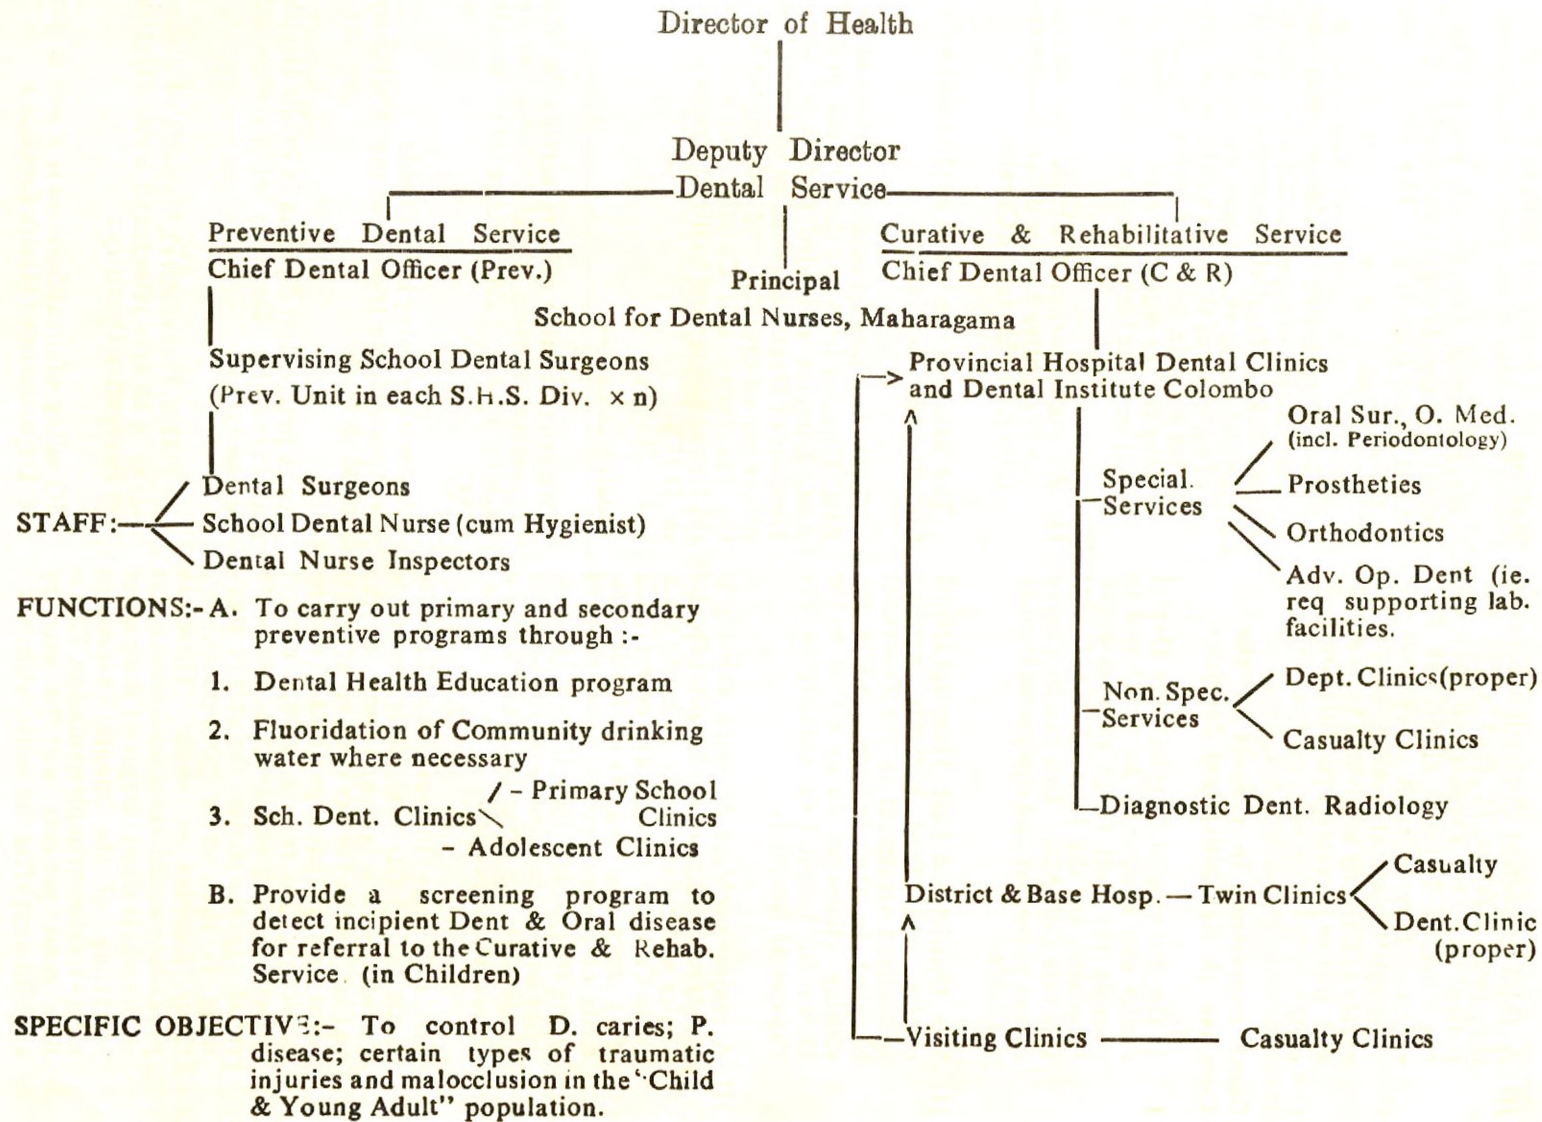 Director of Health
Deputy Director
Dental Service
Preventive Dental Service
Chief Dental Officer (Prev.)
Principal
School for Dental Nurses, Maharagama
Curative & Rehabilitative Service
Chief Dental Officer (C & R)
Supervising School Dental Surgeons
(Prev. Unit in each S.H.S. Div. × n)
STAFF:-
Dental Surgeons
School Dental Nurse (cum Hygienist)
Dental Nurse Inspectors
FUNCTIONS:- A. To carry out primary and secondary
preventive programs through :-
1. Dental Health Education program
2. Fluoridation of Community drinking
water where necessary
3. Sch. Dent. Clinics
- Primary School
Clinics
- Adolescent Clinics
B. Provide a screening program to
detect incipient Dent & Oral disease
for referral to the Curative & Rehab.
Service. (in Children)
SPECIFIC OBJECTIVE:- To control D. caries; P.
disease; certain types of traumatic
injuries and malocclusion in the "Child
& Young Adult" population.
Provincial Hospital Dental Clinics
and Dental Institute Colombo
Special.
Services
Oral Sur., O. Med.
(incl. Periodontology)
Prostheties
Orthodontics
Adv. Op. Dent (ie.
req supporting lab.
facilities.
Non. Spec.
Services
Dept. Clinics (proper)
Casualty Clinics
Diagnostic Dent. Radiology
District & Base Hosp. — Twin Clinics
Casualty
Dent. Clinic
(proper)
Visiting Clinics
Casualty Clinics